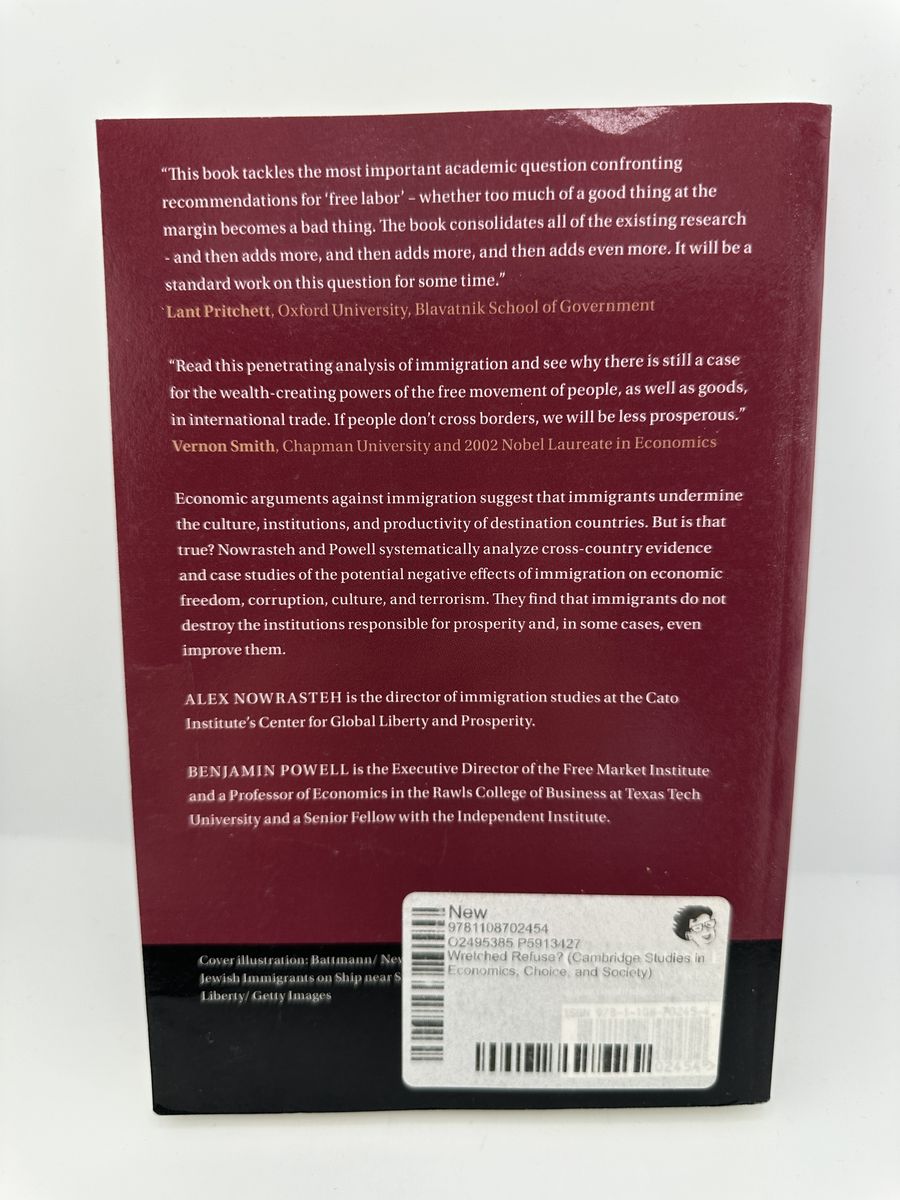 “This book tackles the most important academic question confronting
recommendations for ‘free labor’ – whether too much of a good thing at the
margin becomes a bad thing. The book consolidates all of the existing research
- and then adds more, and then adds more, and then adds even more. It will be a
standard work on this question for some time.”
Lant Pritchett, Oxford University, Blavatnik School of Government
“Read this penetrating analysis of immigration and see why there is still a case
for the wealth-creating powers of the free movement of people, as well as goods,
in international trade. If people don’t cross borders, we will be less prosperous.”
Vernon Smith, Chapman University and 2002 Nobel Laureate in Economics
Economic arguments against immigration suggest that immigrants undermine
the culture, institutions, and productivity of destination countries. But is that
true? Nowrasteh and Powell systematically analyze cross-country evidence
and case studies of the potential negative effects of immigration on economic
freedom, corruption, culture, and terrorism. They find that immigrants do not
destroy the institutions responsible for prosperity and, in some cases, even
improve them.
ALEX NOWRASTEH is the director of immigration studies at the Cato
Institute’s Center for Global Liberty and Prosperity.
BENJAMIN POWELL is the Executive Director of the Free Market Institute
and a Professor of Economics in the Rawls College of Business at Texas Tech
University and a Senior Fellow with the Independent Institute.
Cover illustration: Battmann/ New
Jewish Immigrants on Ship near S
Liberty/ Getty Images
New
9781108702454
O2495385 P5913427
Wretched Refuse? (Cambridge Studies in
Economics, Choice, and Society)
ISBN 978-1-108-70245-4
02454